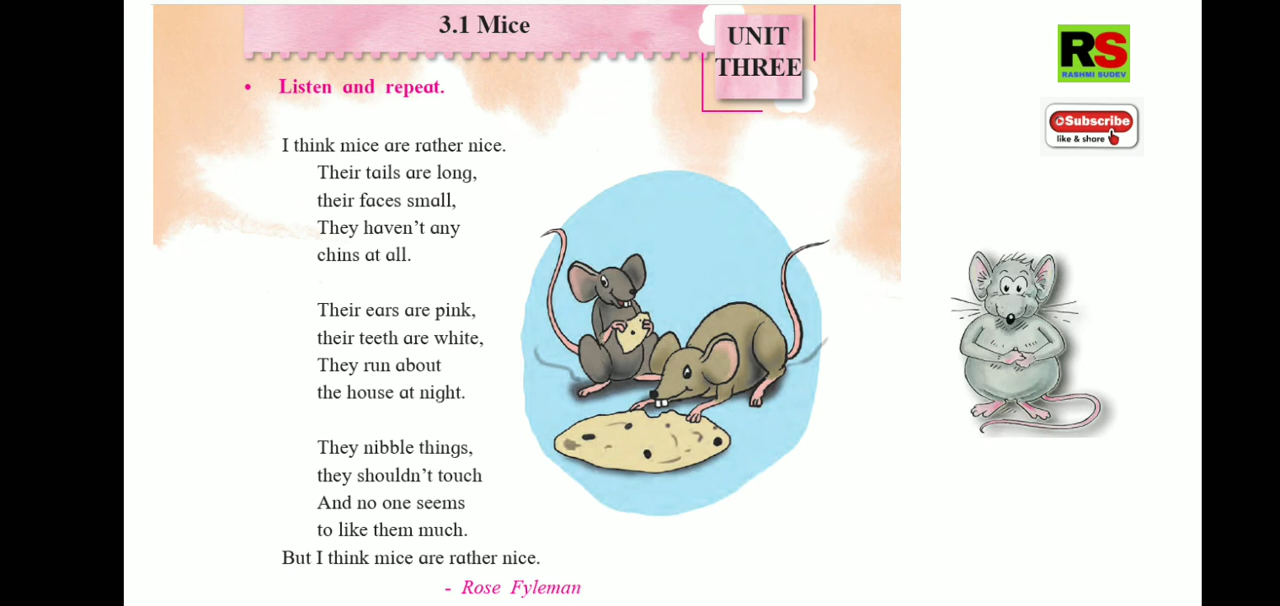 3.1 Mice
UNIT
THREE
• Listen and repeat.
I think mice are rather nice.
Their tails are long,
their faces small,
They haven't any
chins at all.
Their ears are pink,
their teeth are white,
They run about
the house at night.
They nibble things,
they shouldn't touch
And no one seems
to like them much.
But I think mice are rather nice.
- Rose Fyleman
RS
RASHMI SUDEV
Subscribe
like & share